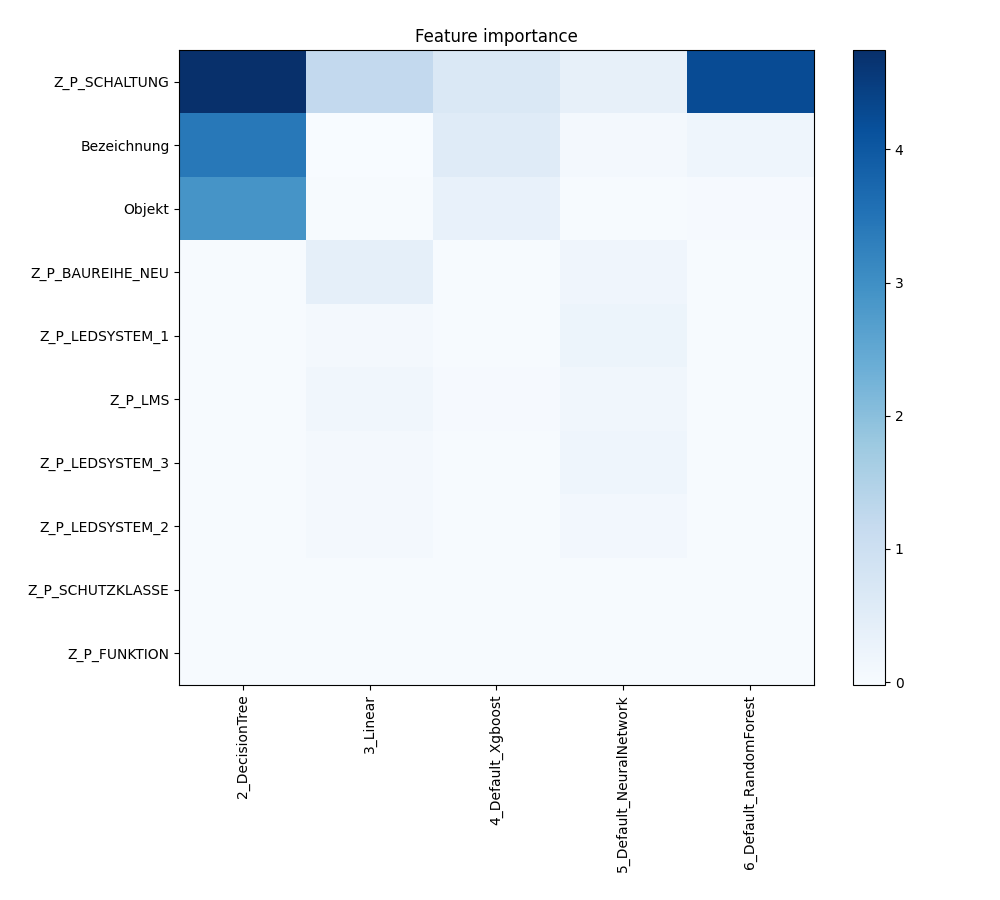 Feature importance
Z_P_SCHALTUNG
Bezeichnung
Objekt
Z_P_BAUREIHE_NEU
Z_P_LEDSYSTEM_1
Z_P_LMS
Z_P_LEDSYSTEM_3
Z_P_LEDSYSTEM_2
Z_P_SCHUTZKLASSE
Z_P_FUNKTION
2_DecisionTree
3_Linear
4_Default_Xgboost
5_Default_NeuralNetwork
6_Default_RandomForest
4
3
2
1
0